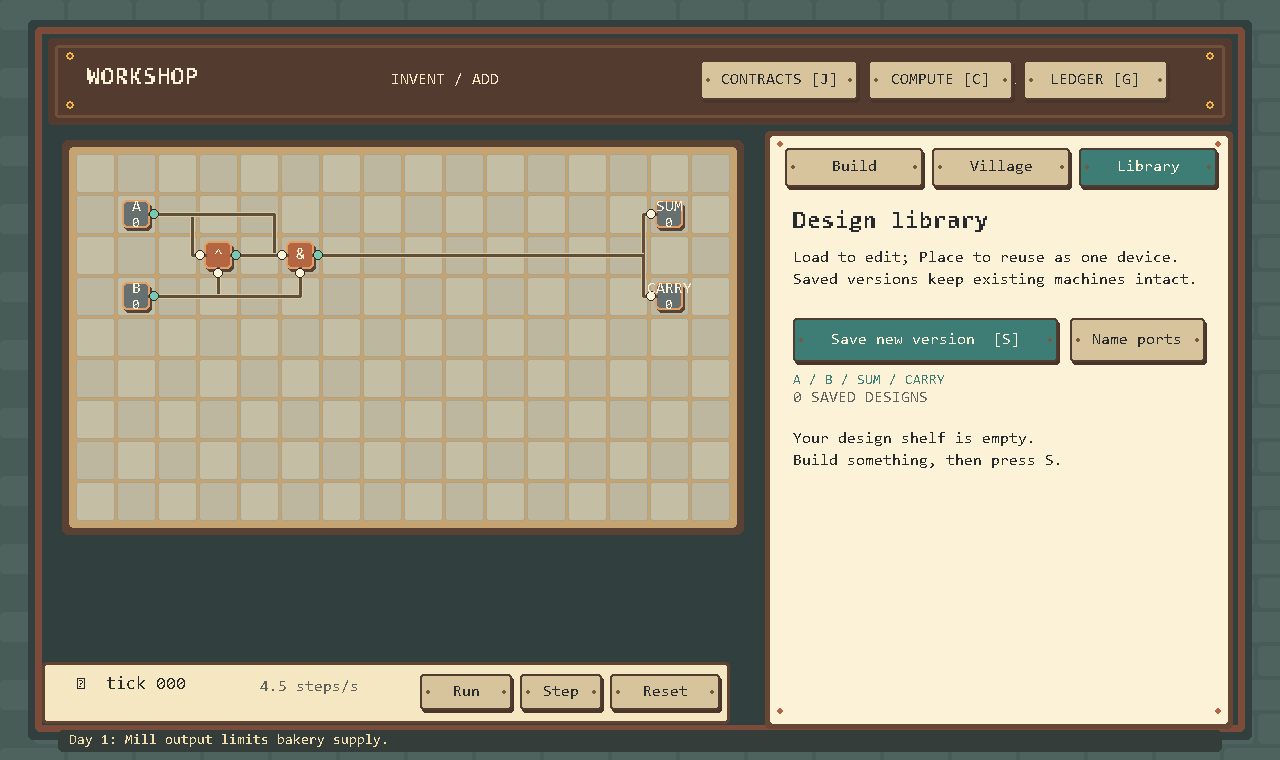 WORKSHOP
INVENT / ADD
CONTRACTS [J]
COMPUTE [C]
LEDGER [G]
Build
Village
Library
Design library
Load to edit; Place to reuse as one device.
Saved versions keep existing machines intact.
Save new version [S]
Name ports
A / B / SUM / CARRY
0 SAVED DESIGNS
Your design shelf is empty.
Build something, then press S.
A
0
SUM
0
^
&
B
0
CARRY
0
tick 000
4.5 steps/s
Run
Step
Reset
Day 1: Mill output limits bakery supply.